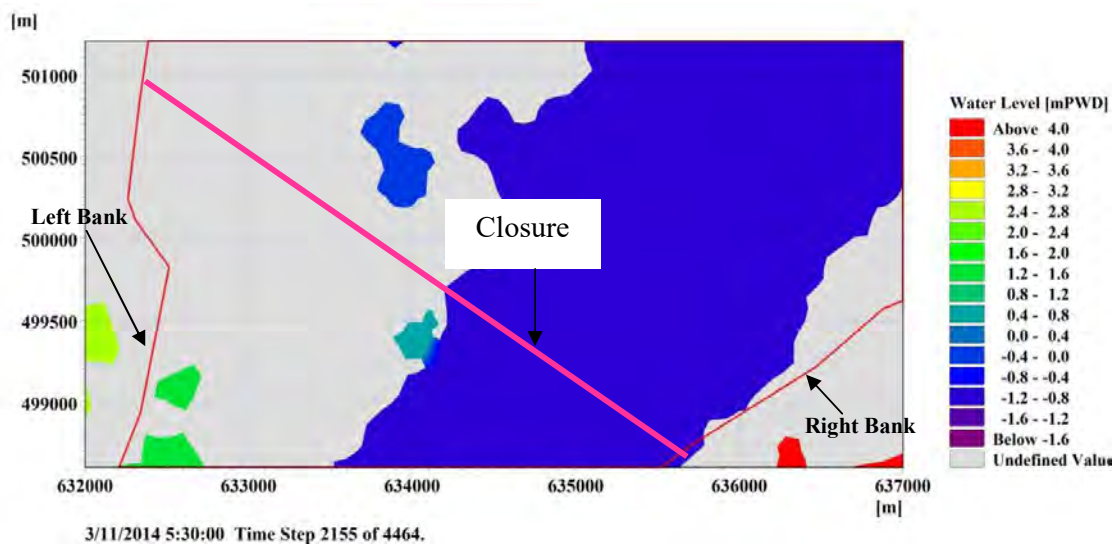 [m]
501000
500500
500000
499500
499000
632000 633000 634000 635000 636000 637000
[m]
Left Bank
Closure
Right Bank
Water Level [mPWD]
Above 4.0
3.6 - 4.0
3.2 - 3.6
2.8 - 3.2
2.4 - 2.8
2.0 - 2.4
1.6 - 2.0
1.2 - 1.6
0.8 - 1.2
0.4 - 0.8
0.0 - 0.4
-0.4 - 0.0
-0.8 - -0.4
-1.2 - -0.8
-1.6 - -1.2
Below -1.6
Undefined Value
3/11/2014 5:30:00 Time Step 2155 of 4464.